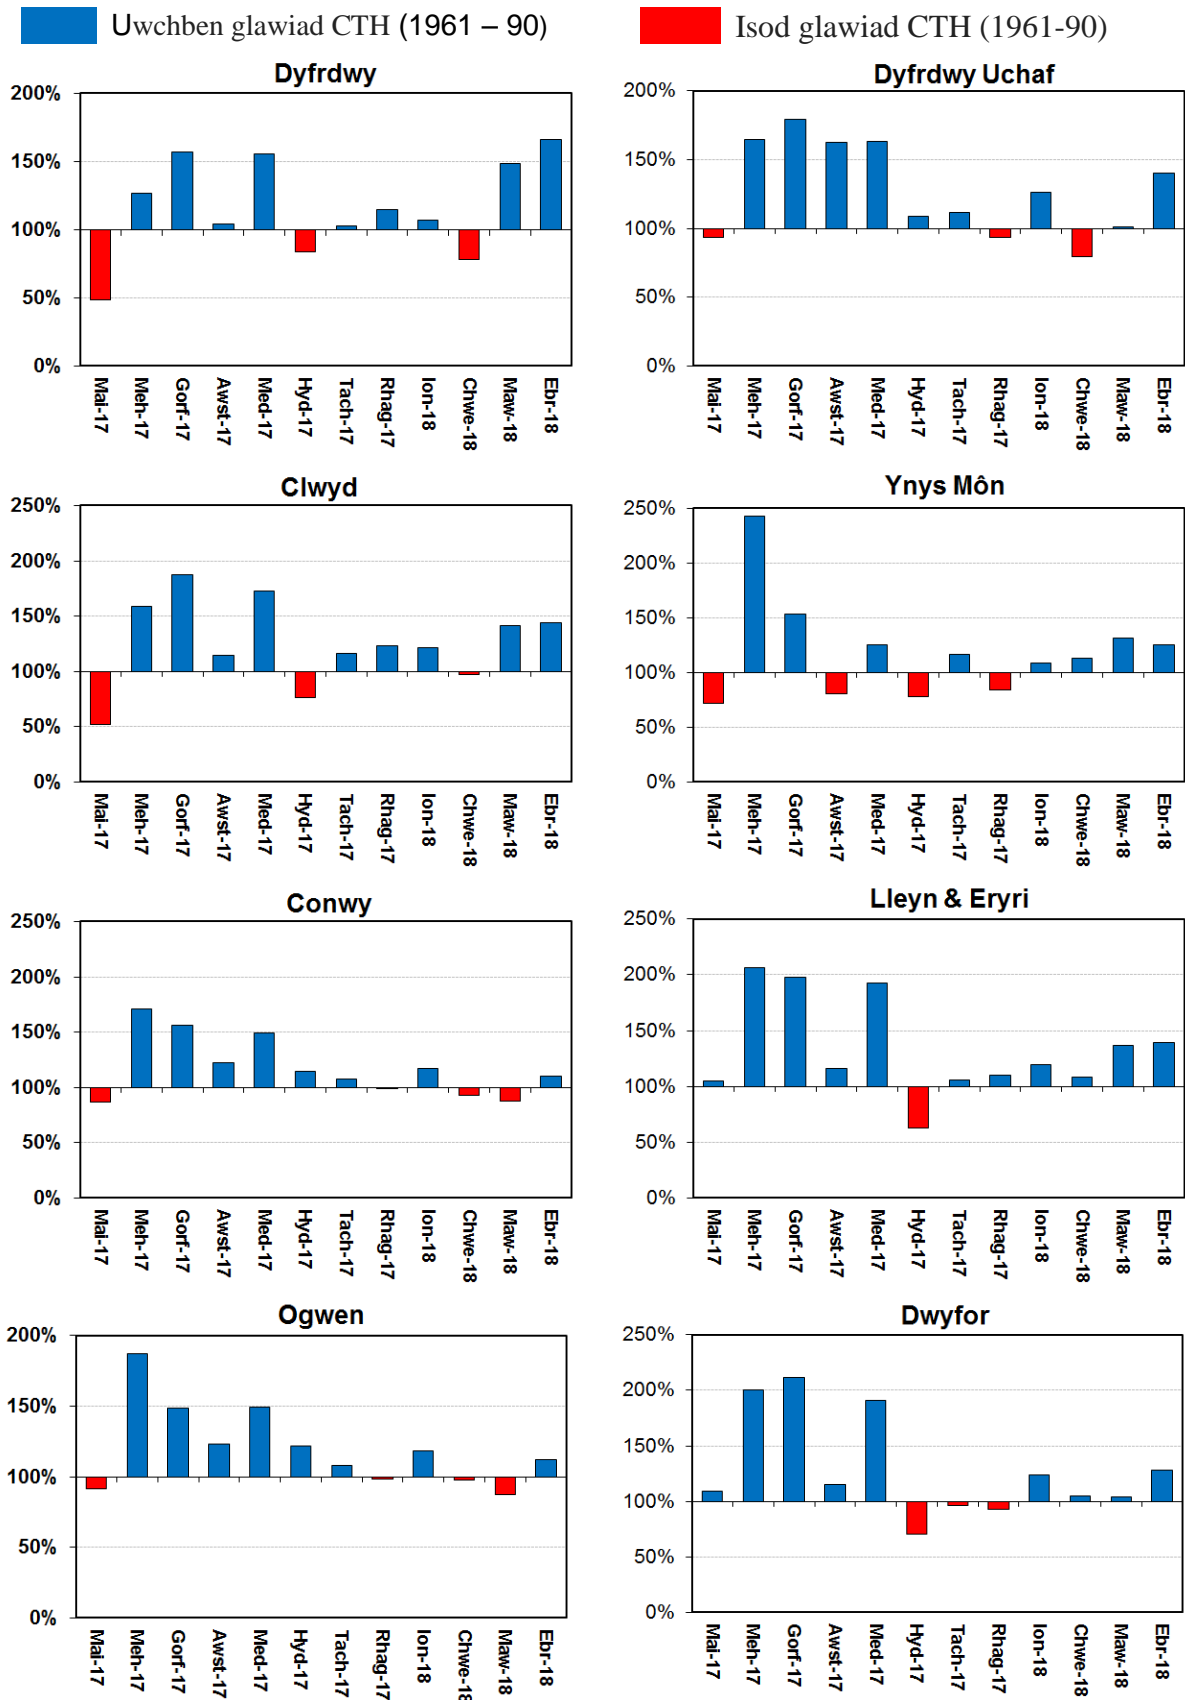 Uwchben glawiad CTH (1961 – 90)
Isod glawiad CTH (1961-90)
Dyfrdwy
200%
150%
100%
50%
0%
Mai-17
Meh-17
Gorf-17
Awst-17
Med-17
Hyd-17
Tach-17
Rhag-17
Ion-18
Chwe-18
Maw-18
Ebr-18
Dyfrdwy Uchaf
200%
150%
100%
50%
0%
Mai-17
Meh-17
Gorf-17
Awst-17
Med-17
Hyd-17
Tach-17
Rhag-17
Ion-18
Chwe-18
Maw-18
Ebr-18
Clwyd
250%
200%
150%
100%
50%
0%
Mai-17
Meh-17
Gorf-17
Awst-17
Med-17
Hyd-17
Tach-17
Rhag-17
Ion-18
Chwe-18
Maw-18
Ebr-18
Ynys Môn
250%
200%
150%
100%
50%
0%
Mai-17
Meh-17
Gorf-17
Awst-17
Med-17
Hyd-17
Tach-17
Rhag-17
Ion-18
Chwe-18
Maw-18
Ebr-18
Conwy
250%
200%
150%
100%
50%
0%
Mai-17
Meh-17
Gorf-17
Awst-17
Med-17
Hyd-17
Tach-17
Rhag-17
Ion-18
Chwe-18
Maw-18
Ebr-18
Lleyn & Eryri
250%
200%
150%
100%
50%
0%
Mai-17
Meh-17
Gorf-17
Awst-17
Med-17
Hyd-17
Tach-17
Rhag-17
Ion-18
Chwe-18
Maw-18
Ebr-18
Ogwen
200%
150%
100%
50%
0%
Mai-17
Meh-17
Gorf-17
Awst-17
Med-17
Hyd-17
Tach-17
Rhag-17
Ion-18
Chwe-18
Maw-18
Ebr-18
Dwyfor
250%
200%
150%
100%
50%
0%
Mai-17
Meh-17
Gorf-17
Awst-17
Med-17
Hyd-17
Tach-17
Rhag-17
Ion-18
Chwe-18
Maw-18
Ebr-18